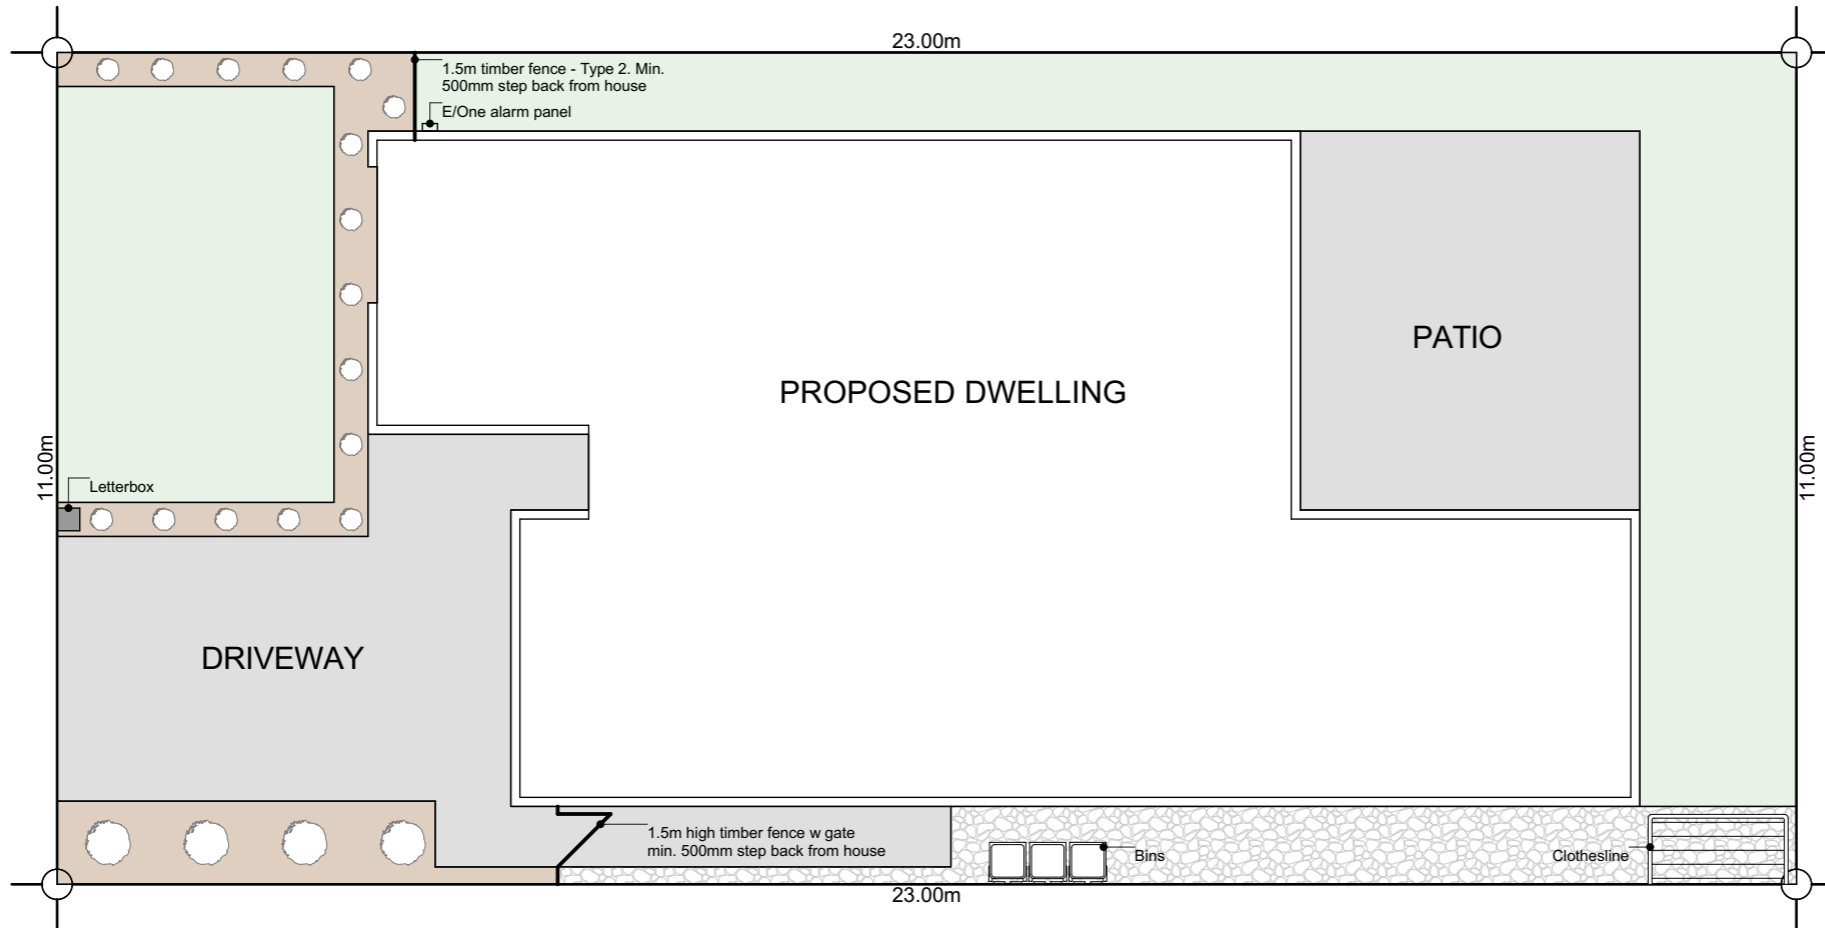 23.00m
1.5m timber fence - Type 2. Min.
500mm step back from house
E/One alarm panel
PATIO
PROPOSED DWELLING
11.00m
11.00m
Letterbox
DRIVEWAY
1.5m high timber fence w gate
min. 500mm step back from house
Bins
Clothesline
23.00m